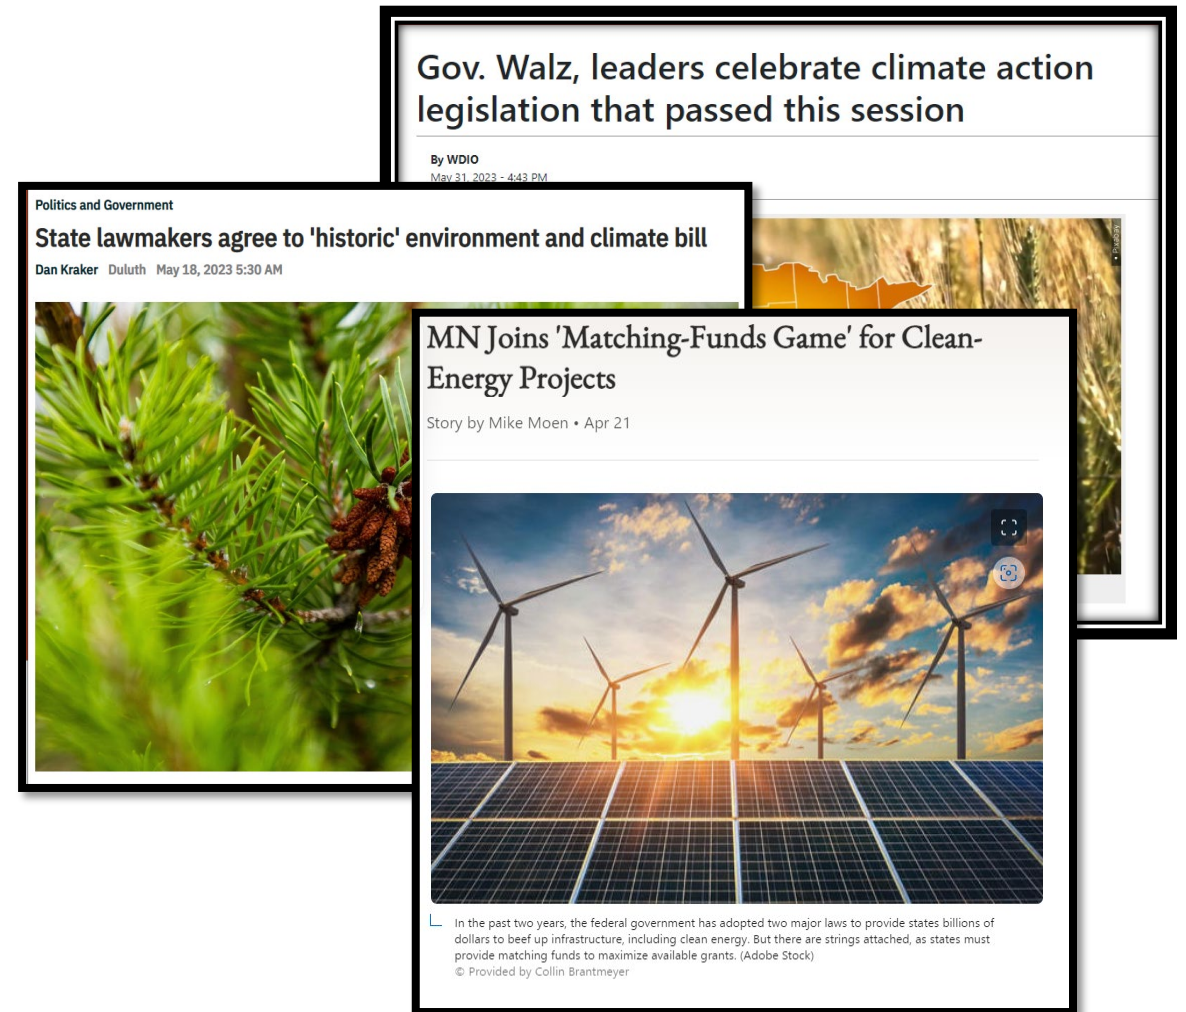 Gov. Walz, leaders celebrate climate action
legislation that passed this session
By WDIO
May 31, 2023 - 4:43 PM
• Pixabay
Politics and Government
State lawmakers agree to 'historic' environment and climate bill
Dan Kraker Duluth May 18, 2023 5:30 AM
MN Joins 'Matching-Funds Game' for Clean-
Energy Projects
Story by Mike Moen • Apr 21
In the past two years, the federal government has adopted two major laws to provide states billions of
dollars to beef up infrastructure, including clean energy. But there are strings attached, as states must
provide matching funds to maximize available grants. (Adobe Stock)
© Provided by Collin Brantmeyer